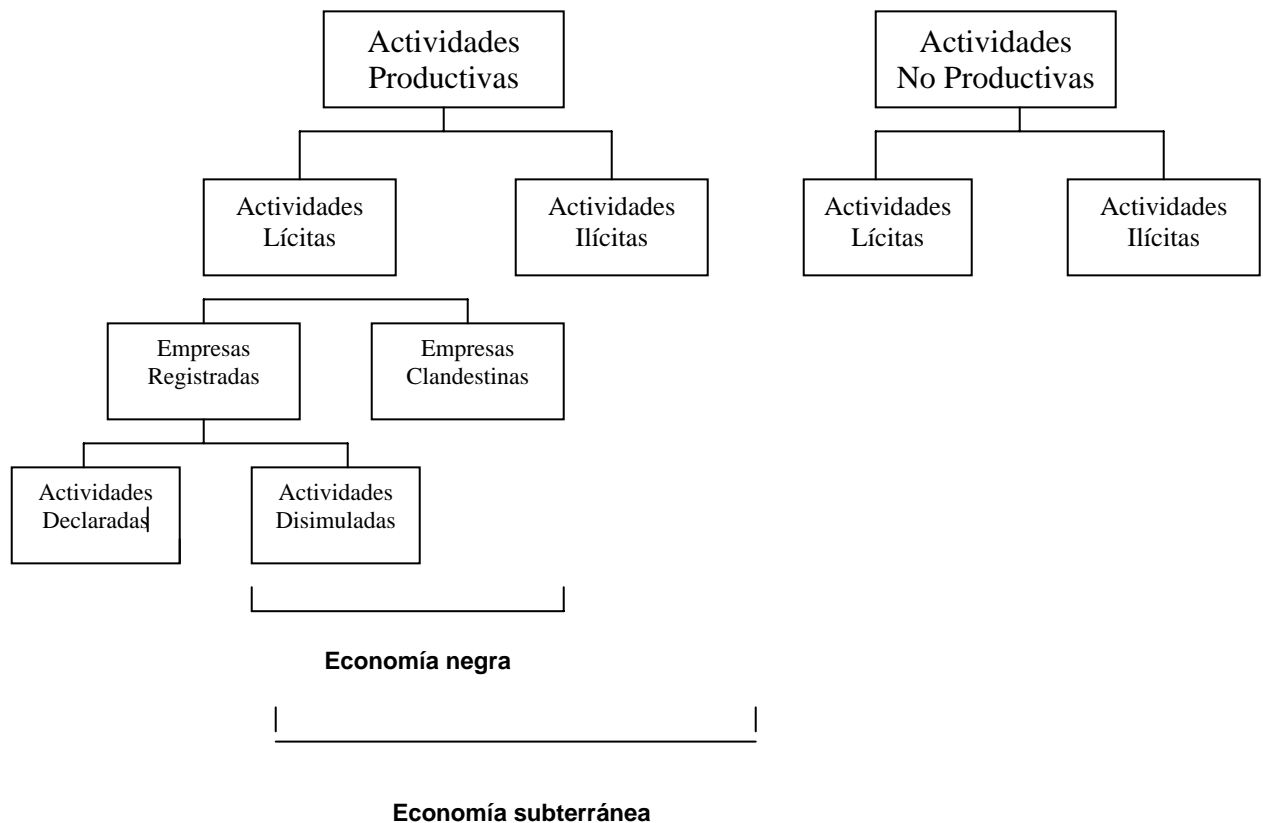 Actividades
Productivas
Actividades
No Productivas
Actividades
Lícitas
Actividades
Ilícitas
Actividades
Lícitas
Actividades
Ilícitas
Empresas
Registradas
Empresas
Clandestinas
Actividades
Declaradas
Actividades
Disimuladas
Economía negra
Economía subterránea